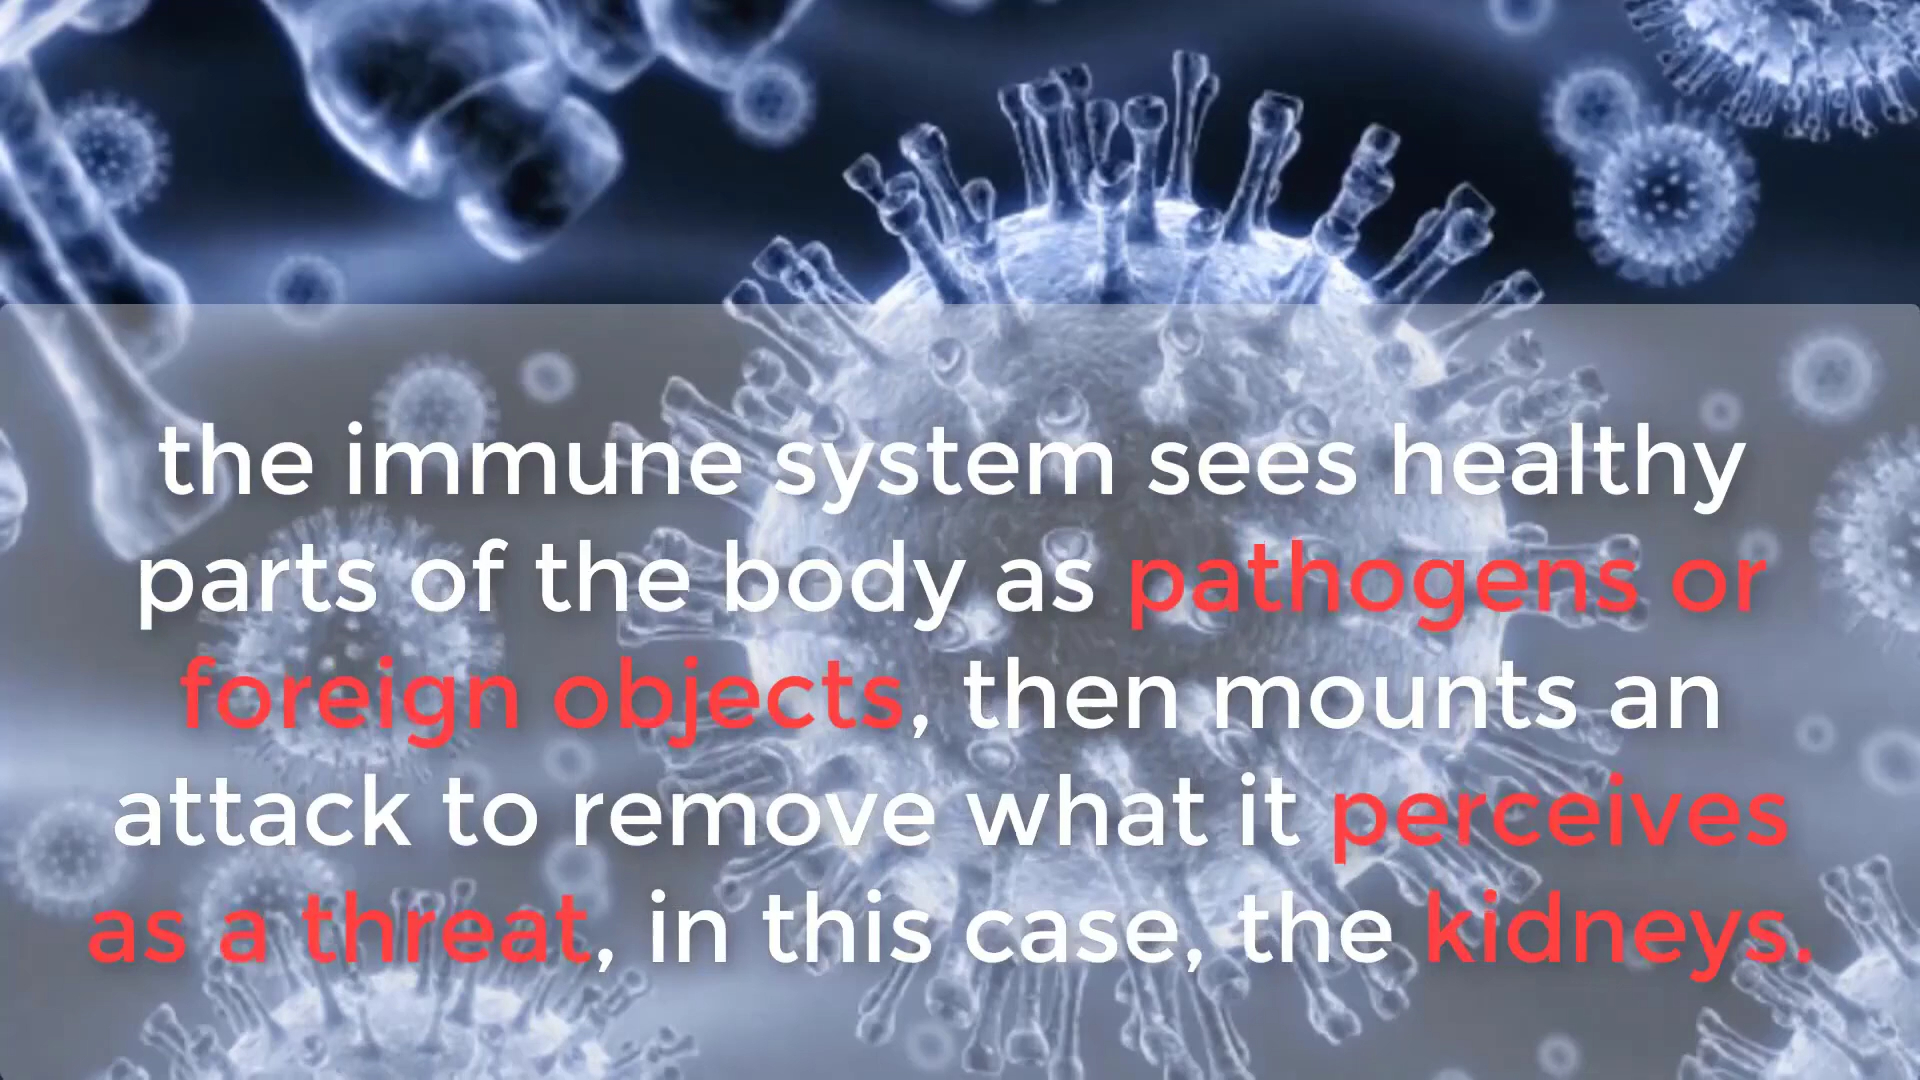 the immune system sees healthy
parts of the body as pathogens or
foreign objects, then mounts an
attack to remove what it perceives
as a threat, in this case, the kidneys.